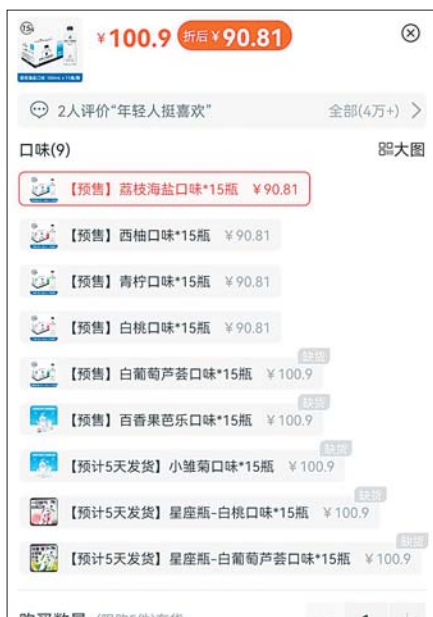 15
¥100.9 折后¥90.81
2人评价“年轻人挺喜欢” 全部(4万+)
口味(9) 大图
【预售】荔枝海盐口味*15瓶 ¥90.81
【预售】西柚口味*15瓶 ¥90.81
【预售】青柠口味*15瓶 ¥90.81
【预售】白桃口味*15瓶 ¥90.81
缺货
【预售】白葡萄芦荟口味*15瓶 ¥100.9
缺货
【预售】百香果芭乐口味*15瓶 ¥100.9
缺货
【预计5天发货】小雏菊口味*15瓶 ¥100.9
缺货
【预计5天发货】星座瓶-白桃口味*15瓶 ¥100.9
缺货
【预计5天发货】星座瓶-白葡萄芦荟口味*15瓶 ¥100.9